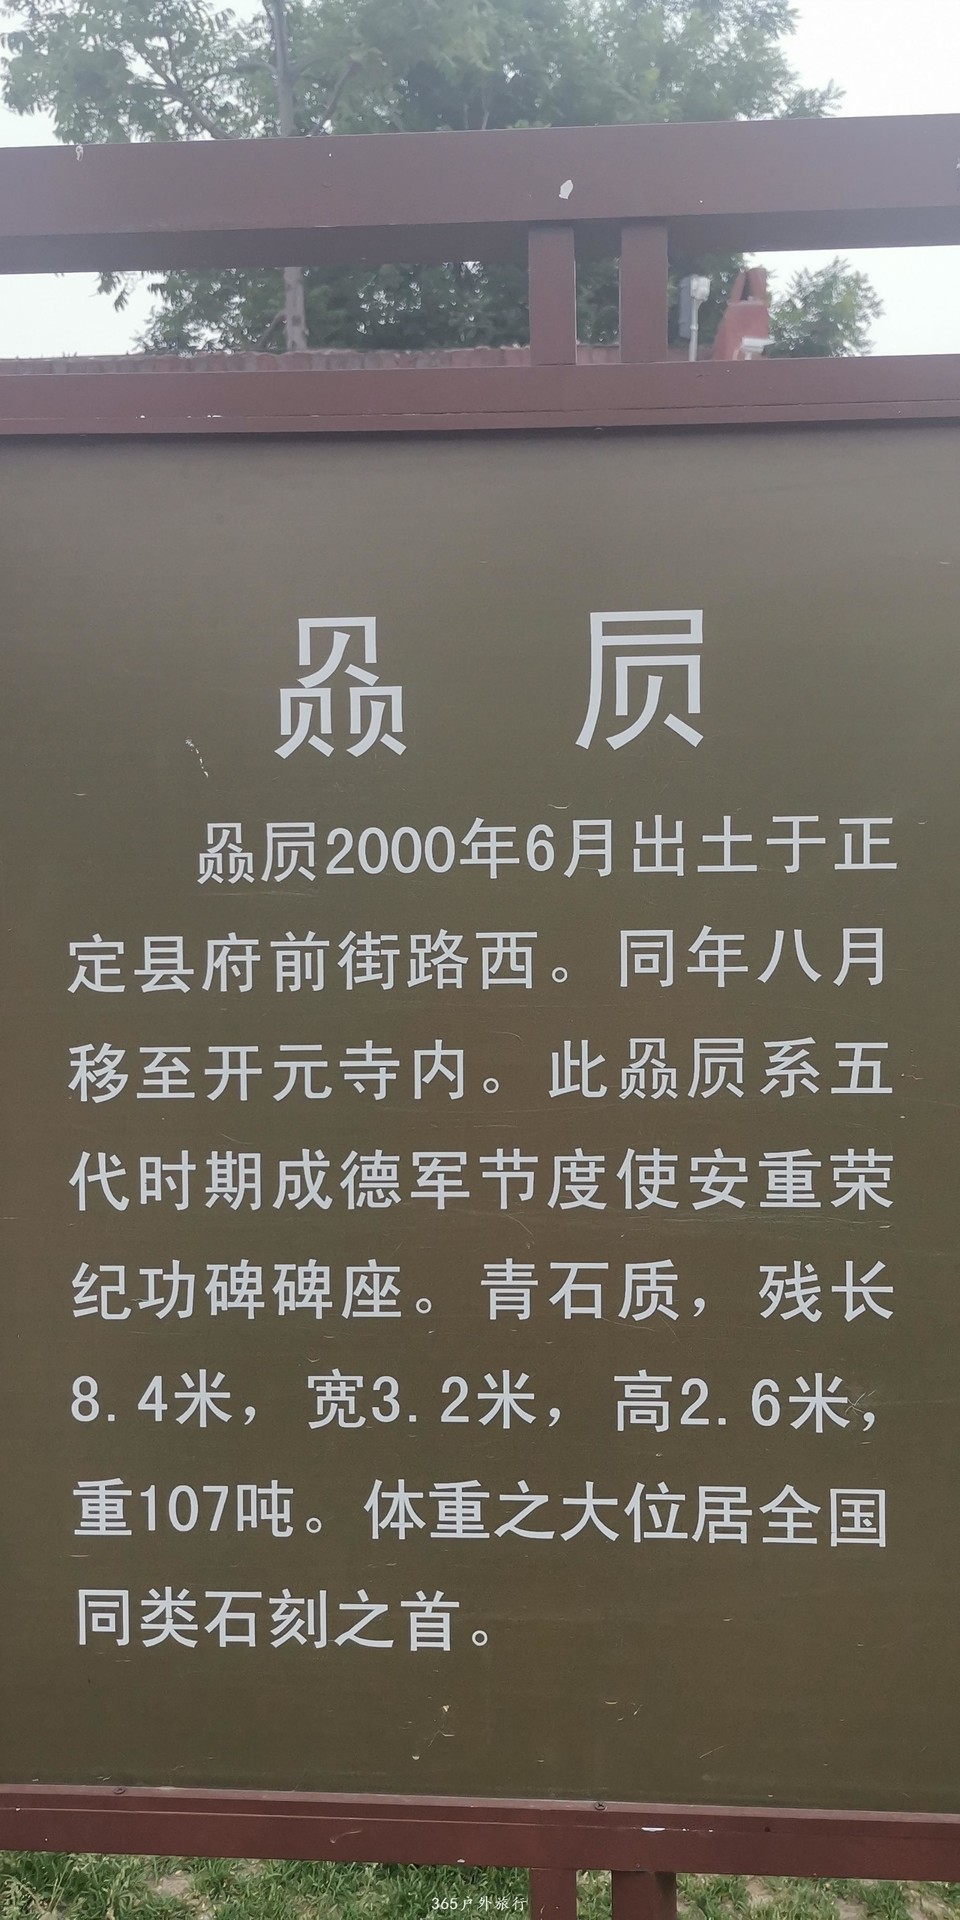 赑屃
赑屃2000年6月出土于正
定县府前街路西。同年八月
移至开元寺内。此赑屃系五
代时期成德军节度使安重荣
纪功碑碑座。青石质，残长
8.4米，宽3.2米，高2.6米，
重107吨。体重之大位居全国
同类石刻之首。
365户外旅行